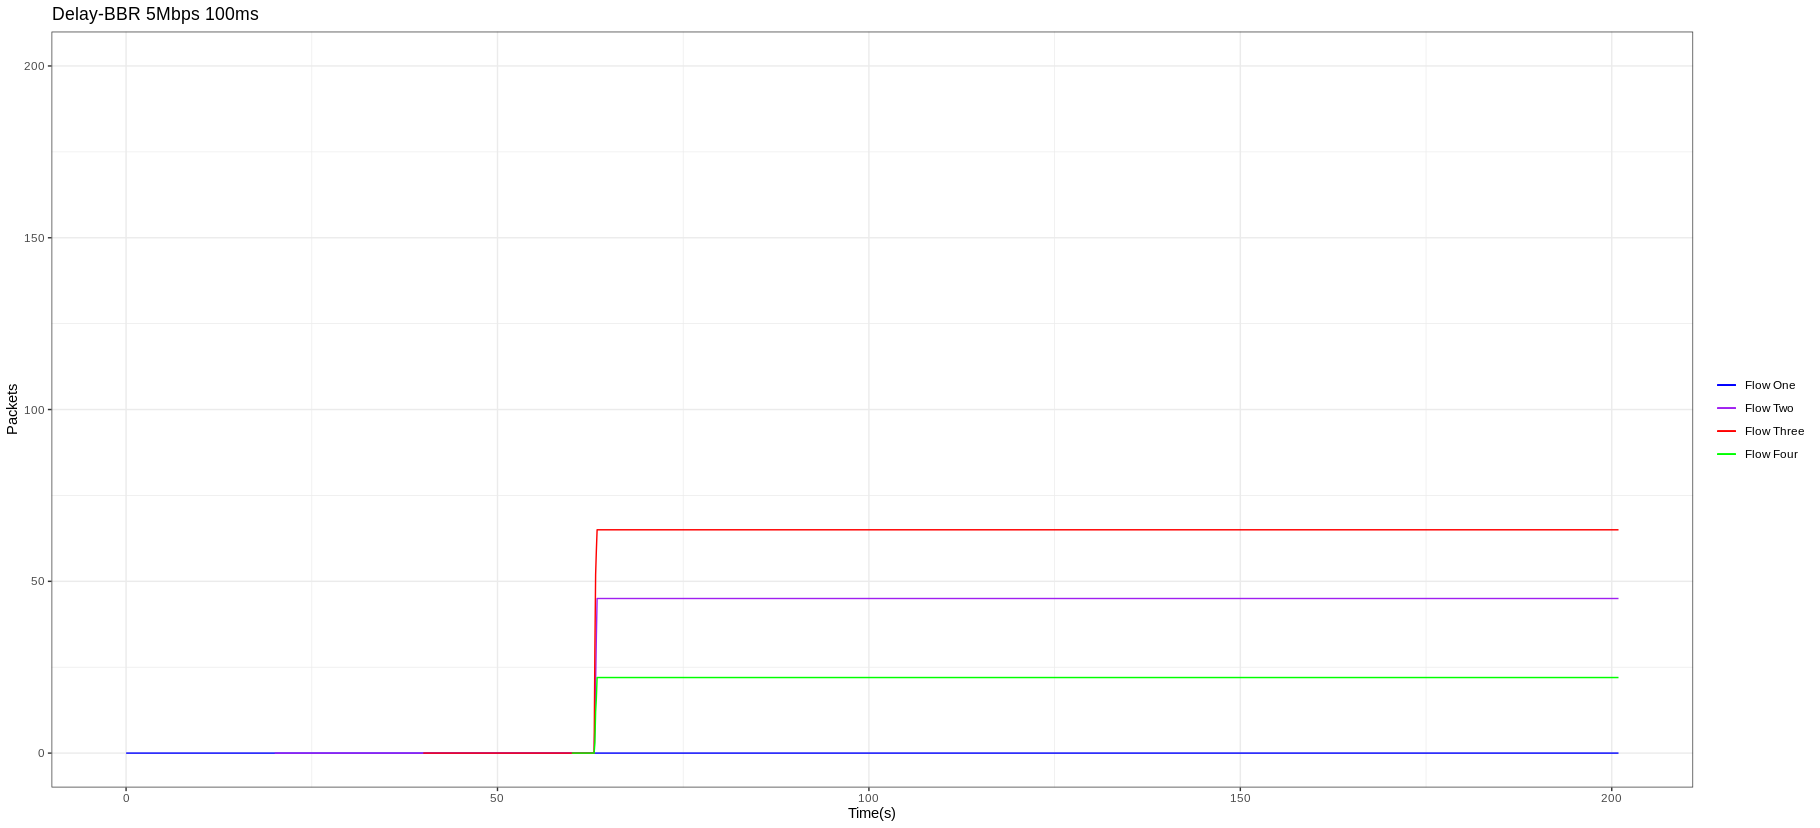 Delay-BBR 5Mbps 100ms
200
150
100
50
0
Packets
0 50 100 150 200
Time(s)
Flow One
Flow Two
Flow Three
Flow Four